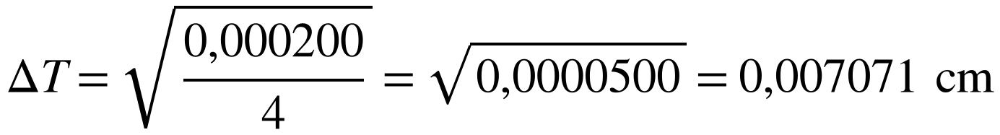 ΔT = √(0,000200/4) = √0,0000500 = 0,007071 cm